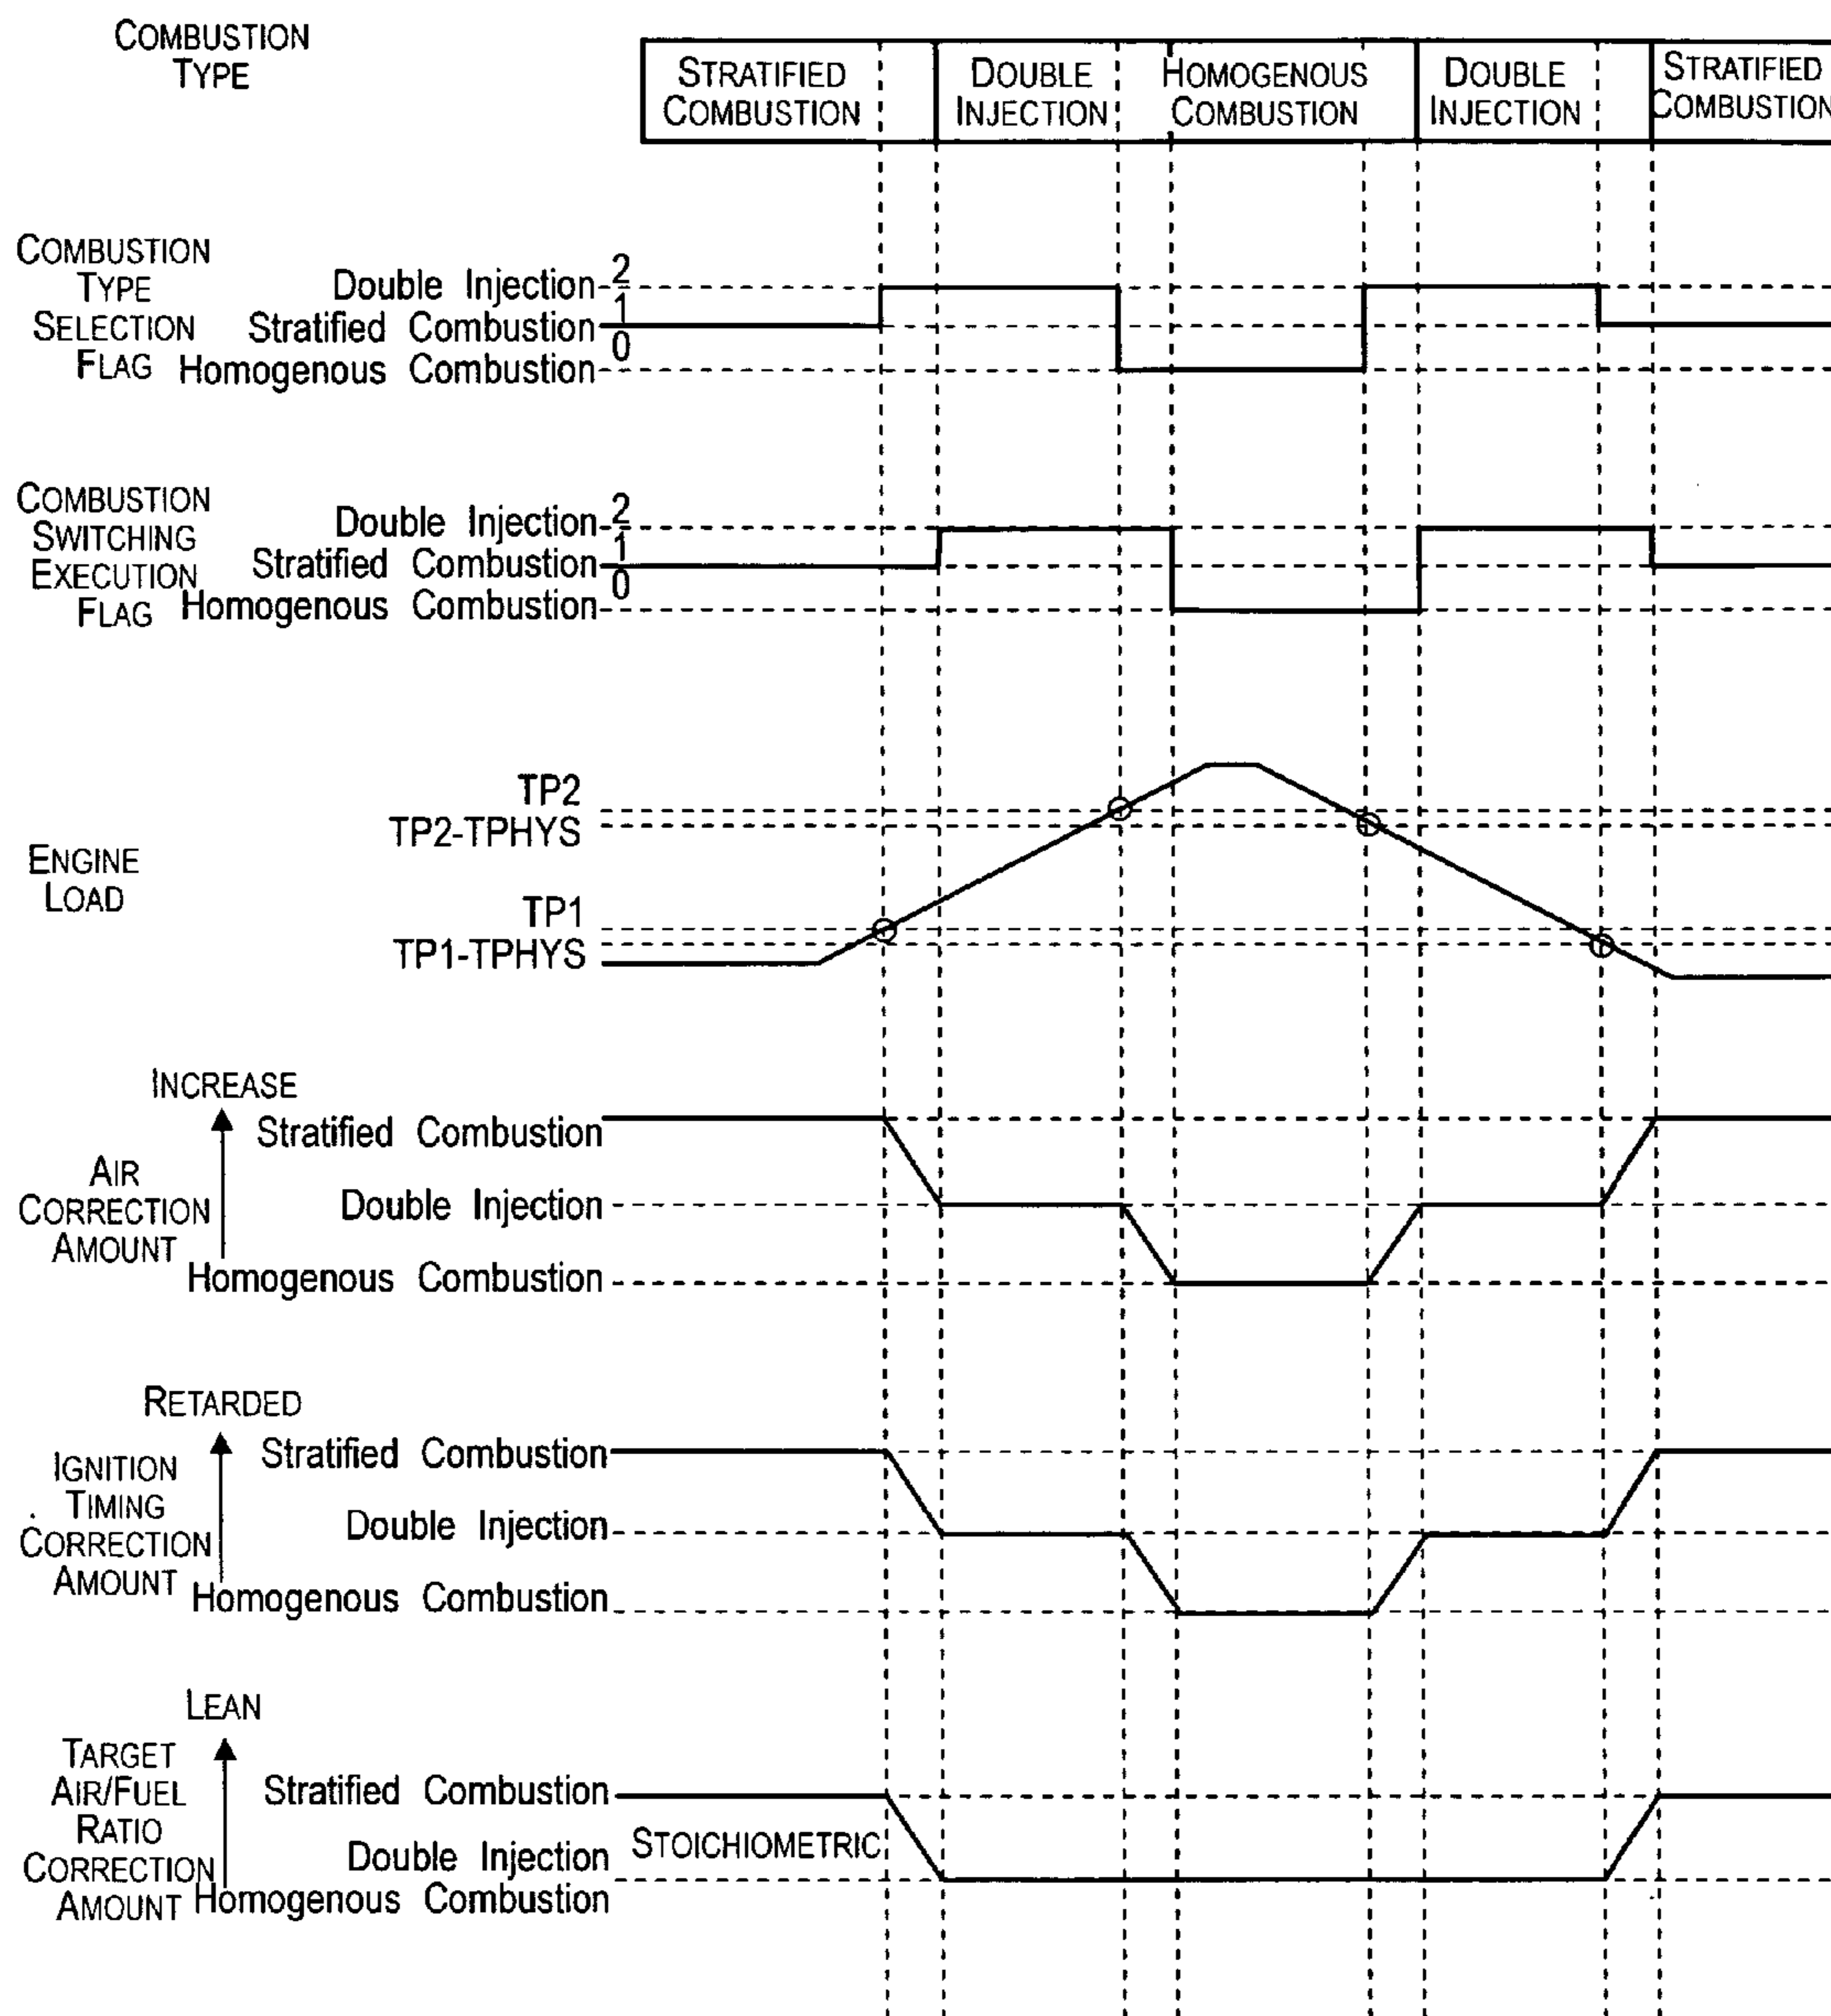 COMBUSTION
TYPE
STRATIFIED
COMBUSTION
DOUBLE
INJECTION
HOMOGENOUS
COMBUSTION
DOUBLE
INJECTION
STRATIFIED
COMBUSTION
COMBUSTION
TYPE
SELECTION
FLAG
Double Injection 2
Stratified Combustion 1
Homogenous Combustion 0
COMBUSTION
SWITCHING
EXECUTION
FLAG
Double Injection 2
Stratified Combustion 1
Homogenous Combustion 0
ENGINE
LOAD
TP2
TP2-TPHYS
TP1
TP1-TPHYS
INCREASE
AIR
CORRECTION
AMOUNT
Stratified Combustion
Double Injection
Homogenous Combustion
RETARDED
IGNITION
TIMING
CORRECTION
AMOUNT
Stratified Combustion
Double Injection
Homogenous Combustion
LEAN
TARGET
AIR/FUEL
RATIO
CORRECTION
AMOUNT
Stratified Combustion
Double Injection
Homogenous Combustion
STOICHIOMETRIC